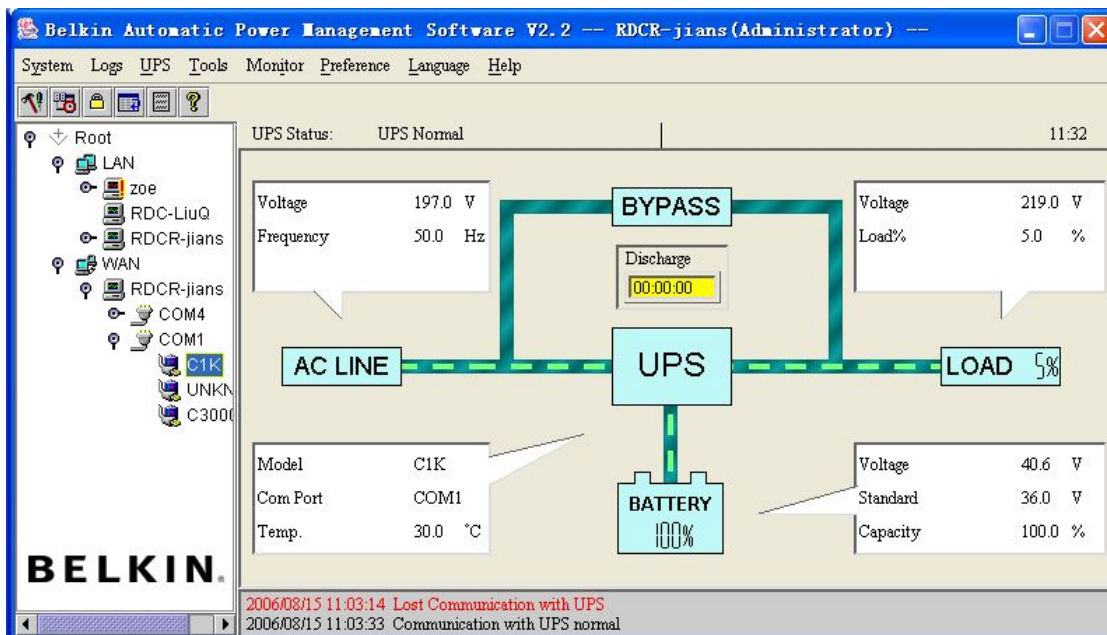 Belkin Automatic Power Management Software V2.2 -- RDCR-jians(Administrator) --
System Logs UPS Tools Monitor Preference Language Help
Root
LAN
zoe
RDC-LiuQ
RDCR-jians
WAN
RDCR-jians
COM4
COM1
C1K
UNKN
C3000
BELKIN.
UPS Status: UPS Normal 11:32
Voltage 197.0 V
Frequency 50.0 Hz
BYPASS
Discharge
00:00:00
Voltage 219.0 V
Load% 5.0 %
AC LINE
UPS
LOAD 5%
Model C1K
Com Port COM1
Temp. 30.0 °C
BATTERY
100%
Voltage 40.6 V
Standard 36.0 V
Capacity 100.0 %
2006/08/15 11:03:14 Lost Communication with UPS
2006/08/15 11:03:33 Communication with UPS normal